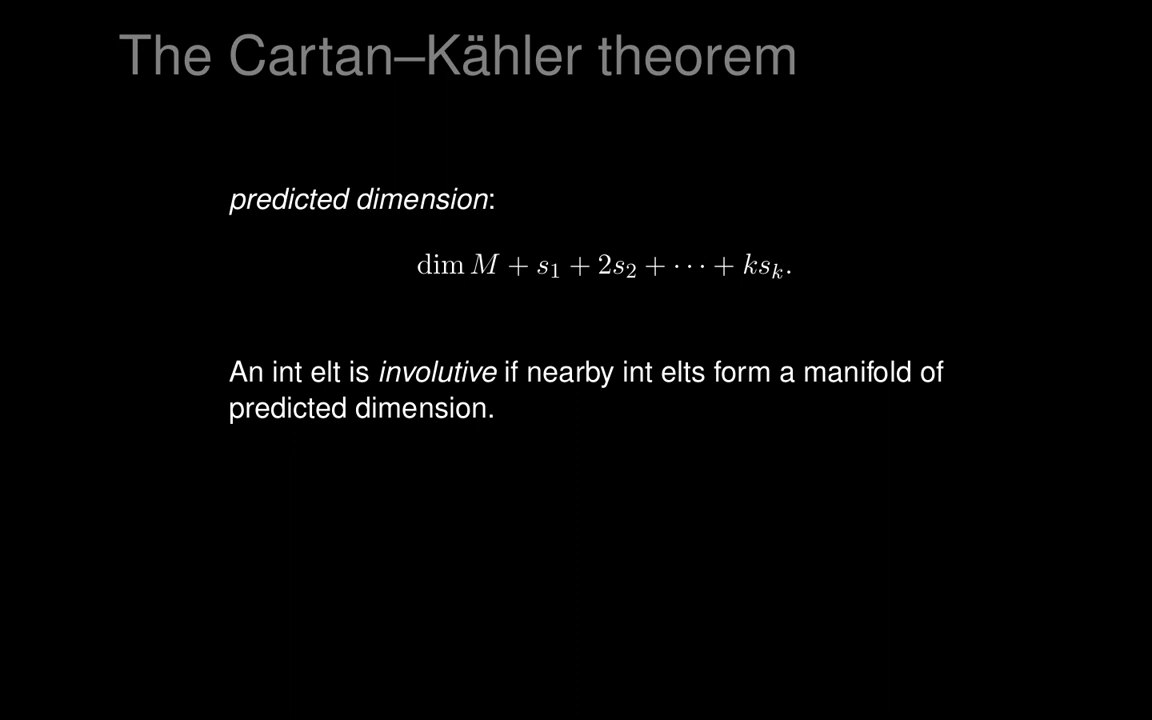 The Cartan–Kähler theorem
predicted dimension:
dim M + s₁ + 2s₂ + ··· + ksₖ.
An int elt is involutive if nearby int elts form a manifold of
predicted dimension.